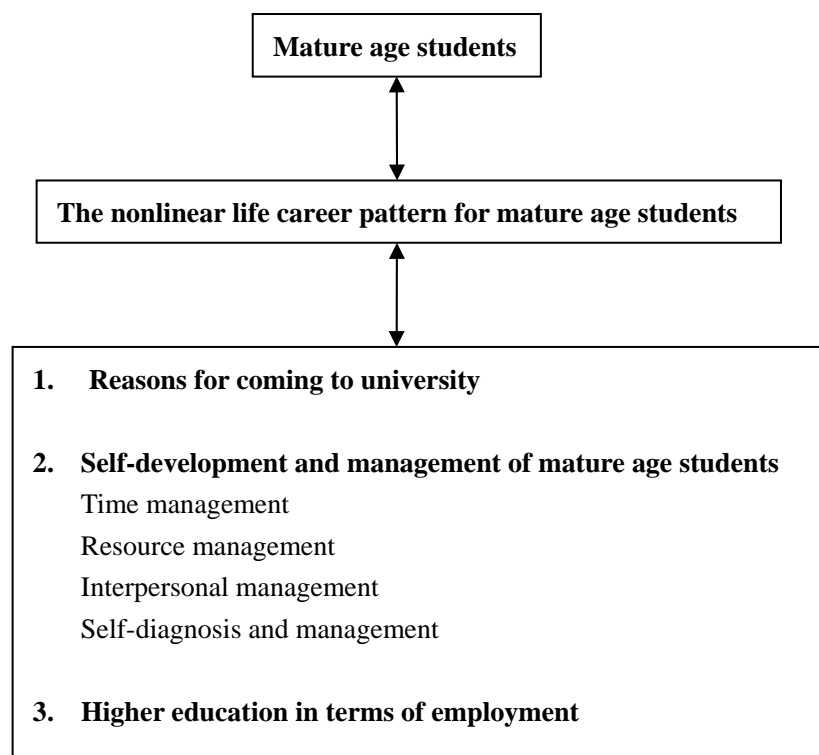 Mature age students
The nonlinear life career pattern for mature age students
1. Reasons for coming to university
2. Self-development and management of mature age students
Time management
Resource management
Interpersonal management
Self-diagnosis and management
3. Higher education in terms of employment